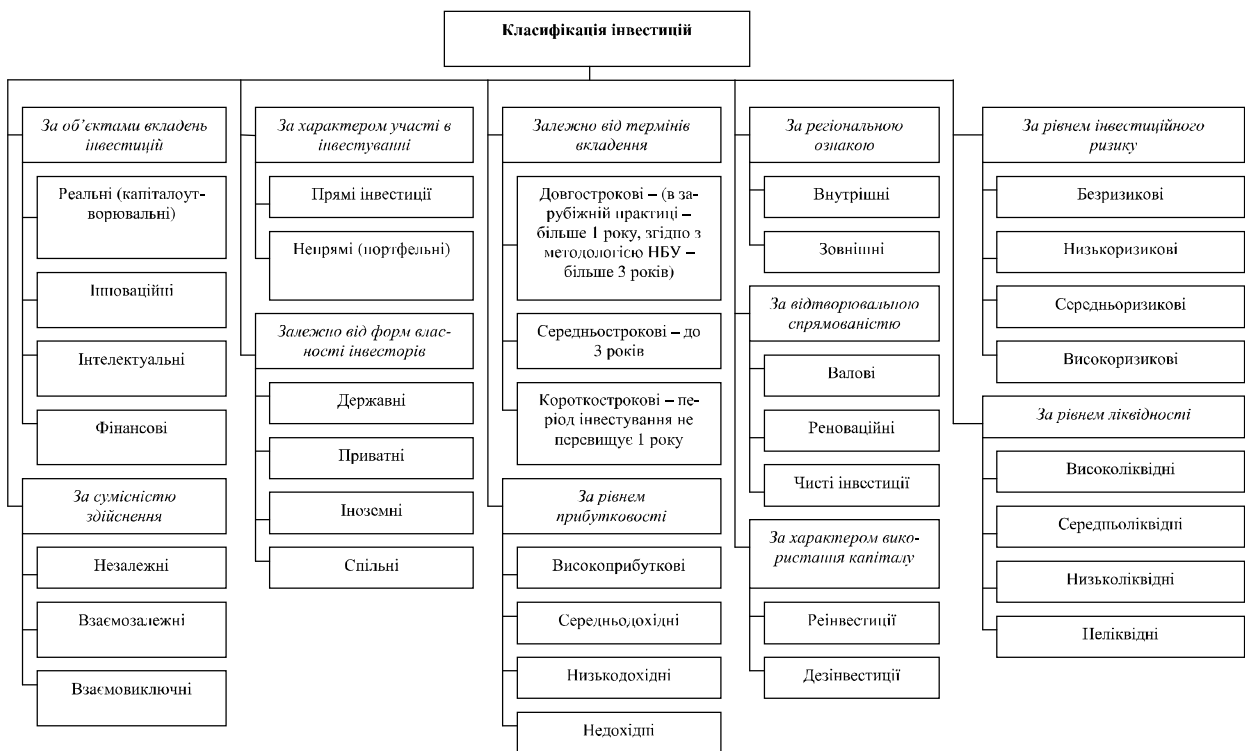 Класифікація інвестицій
За об’єктами вкладень
інвестицій
Реальні (капіталоут-
ворювальні)
Інноваційні
Інтелектуальні
Фінансові
За сумісністю
здійснення
Незалежні
Взаємозалежні
Взаємовиключні
За характером участі в
інвестуванні
Прямі інвестиції
Непрямі (портфельні)
Залежно від форм влас-
ності інвесторів
Державні
Приватні
Іноземні
Спільні
Залежно від термінів
вкладення
Довгострокові – (в за-
рубіжній практиці –
більше 1 року, згідно з
методологією НБУ –
більше 3 років)
Середньострокові – до
3 років
Короткострокові – пе-
ріод інвестування не
перевищує 1 року
За рівнем
прибутковості
Високоприбуткові
Середньодохідні
Низькодохідні
Недохідні
За регіональною
ознакою
Внутрішні
Зовнішні
За відтворювальною
спрямованістю
Валові
Реноваційні
Чисті інвестиції
За характером вико-
ристання капіталу
Реінвестиції
Дезінвестиції
За рівнем інвестиційного
ризику
Безризикові
Низькоризикові
Середньоризикові
Високоризикові
За рівнем ліквідності
Високоліквідні
Середньоліквідні
Низьколіквідні
Неліквідні